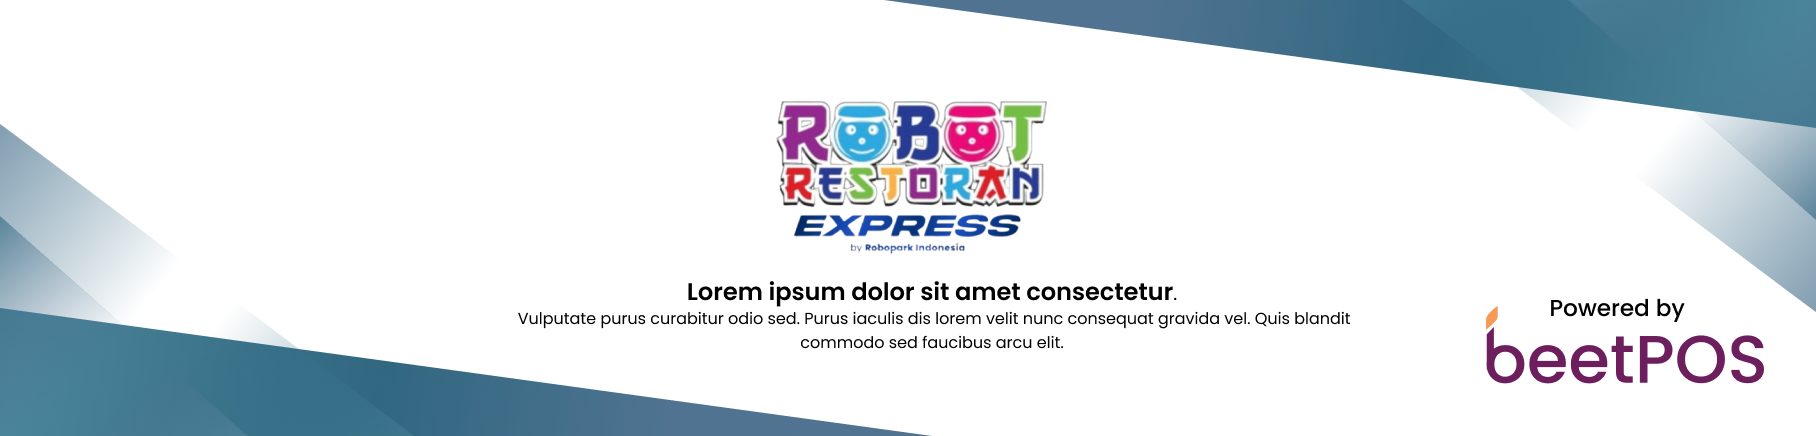 ROBOT
RESTORAN
EXPRESS
by Robopark Indonesia
Lorem ipsum dolor sit amet consectetur.
Vulputate purus curabitur odio sed. Purus iaculis dis lorem velit nunc consequat gravida vel. Quis blandit
commodo sed faucibus arcu elit.
Powered by
beetPOS